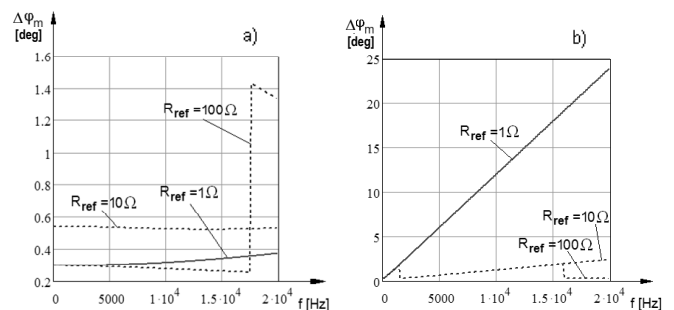 Δφm
[deg]
a)
1.6
1.4
1.2
1
0.8
0.6
0.4
0.2
Rref =100Ω
Rref =1Ω
Rref =10Ω
0
5000
1·10⁴
1.5·10⁴
2·10⁴
f [Hz]
Δφm
[deg]
b)
25
20
15
10
5
0
Rref =1Ω
Rref =10Ω
Rref =100Ω
0
5000
1·10⁴
1.5·10⁴
2·10⁴
f [Hz]